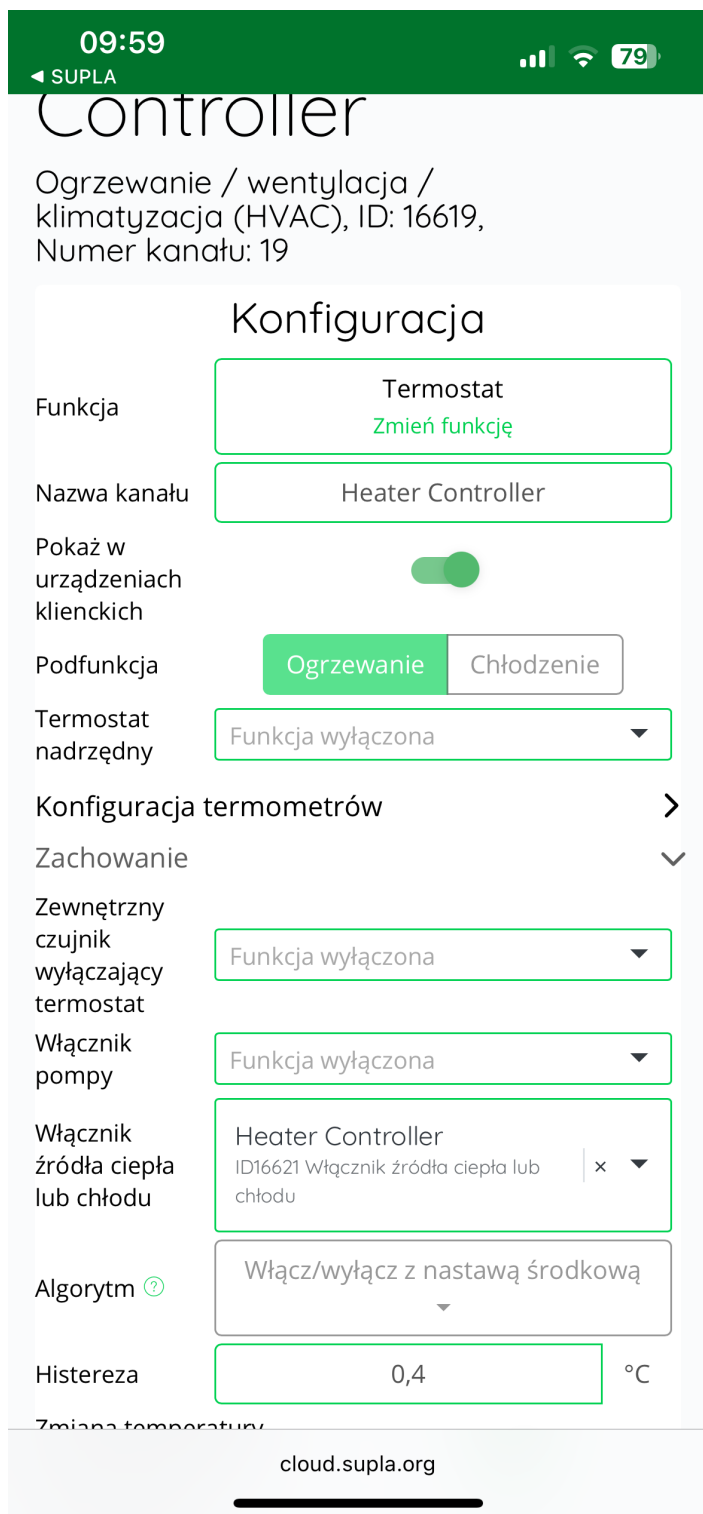 09:59
79
◀ SUPLA
Controller
Ogrzewanie / wentylacja /
klimatyzacja (HVAC), ID: 16619,
Numer kanału: 19
Konfiguracja
Funkcja
Termostat
Zmień funkcję
Nazwa kanału
Heater Controller
Pokaż w
urządzeniach
klienckich
Podfunkcja
Ogrzewanie
Chłodzenie
Termostat
nadrzędny
Funkcja wyłączona
Konfiguracja termometrów
Zachowanie
Zewnętrzny
czujnik
wyłączający
termostat
Funkcja wyłączona
Włącznik
pompy
Funkcja wyłączona
Włącznik
źródła ciepła
lub chłodu
Heater Controller
ID16621 Włącznik źródła ciepła lub
chłodu
×
Algorytm ?
Włącz/wyłącz z nastawą środkową
Histereza
0,4
°C
Zmiana temperatury
cloud.supla.org